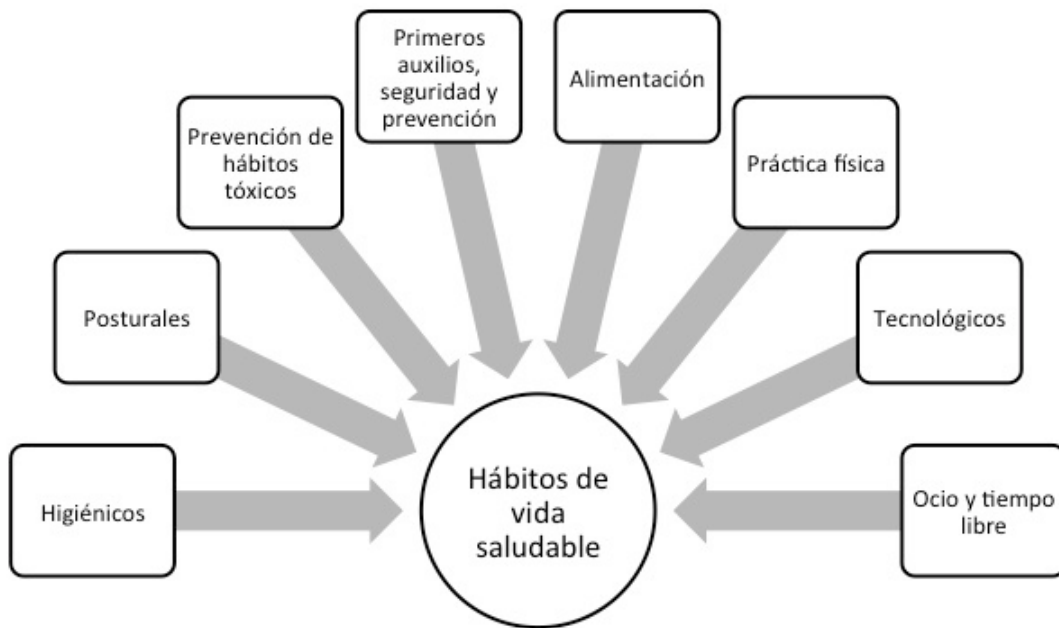 Primeros
auxilios,
seguridad y
prevención
Alimentación
Prevención de
hábitos
tóxicos
Práctica física
Posturales
Tecnológicos
Higiénicos
Hábitos de
vida
saludable
Ocio y tiempo
libre